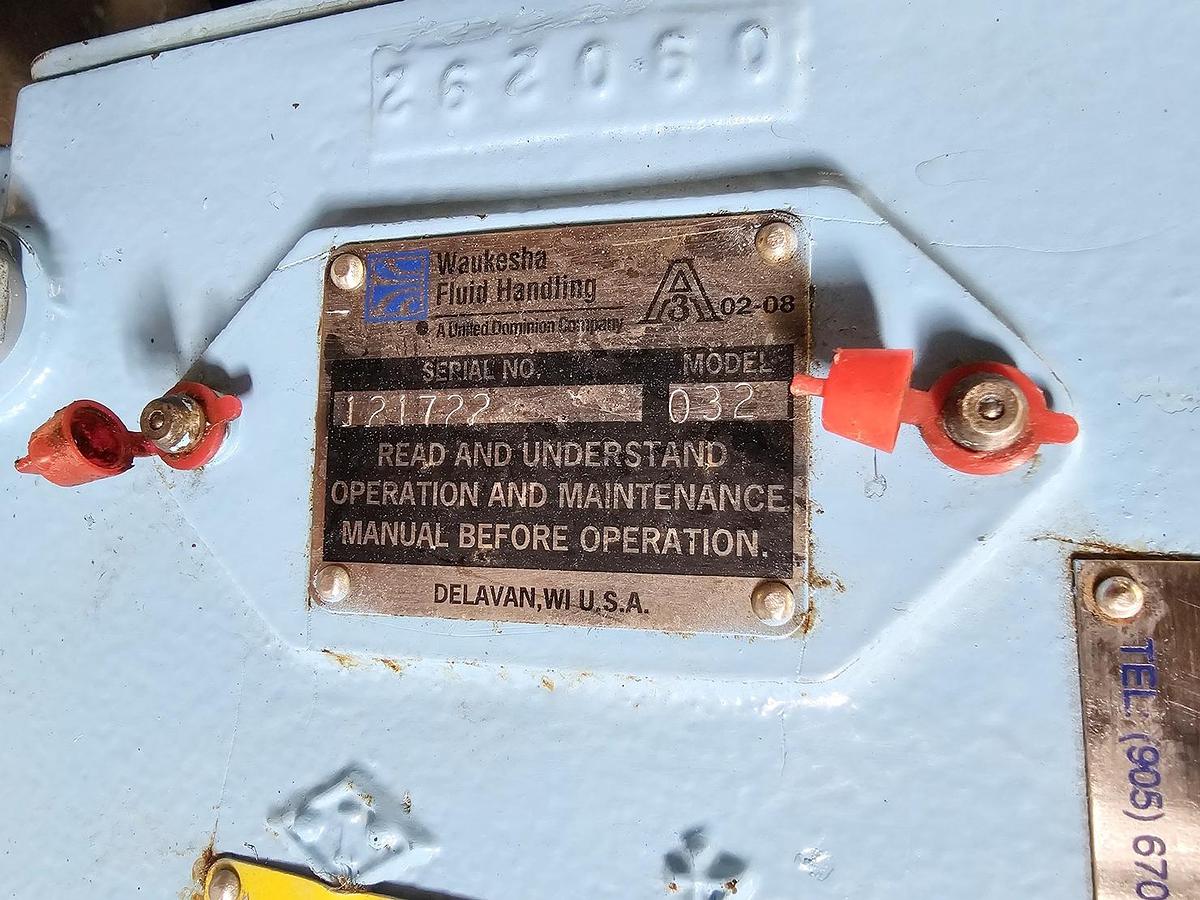 Waukesha
Fluid Handling
A United Dominion Company
A
3
02-08
SERIAL NO. MODEL
121722 032
READ AND UNDERSTAND
OPERATION AND MAINTENANCE
MANUAL BEFORE OPERATION.
DELAVAN, WI U.S.A.
TEL.: (905) 670